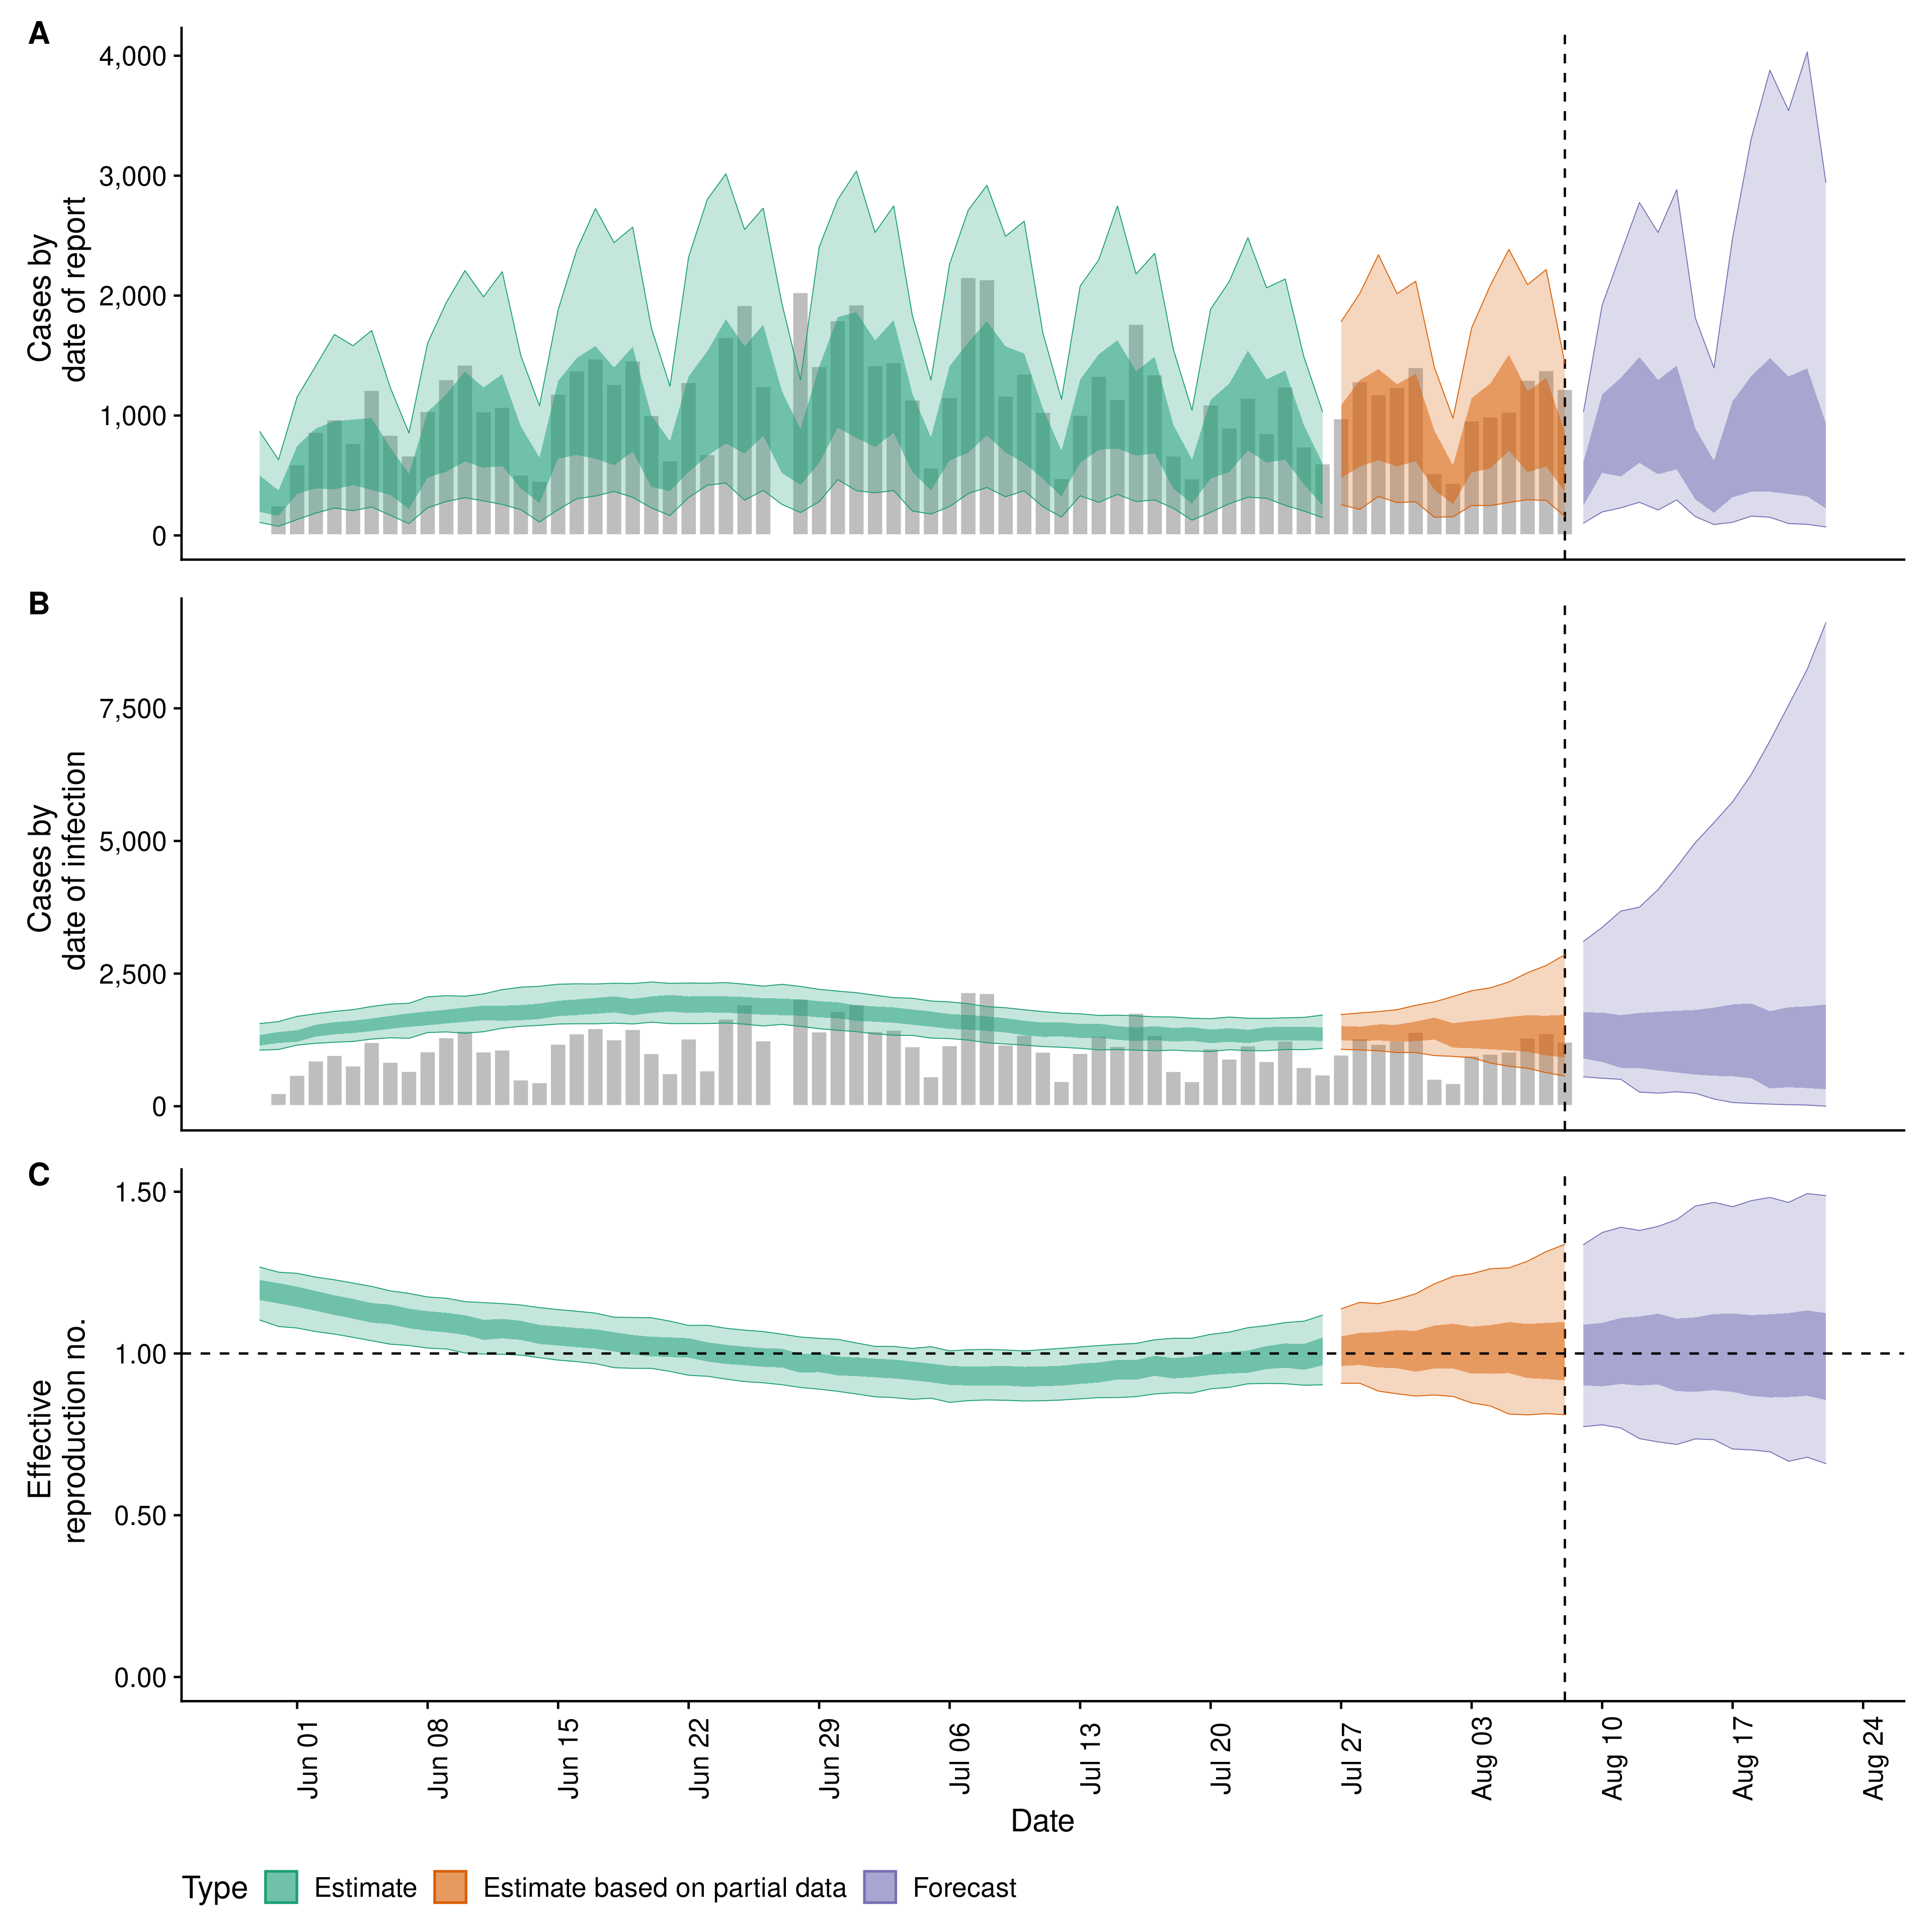 A
4,000
3,000
2,000
1,000
0
Cases by
date of report
B
7,500
5,000
2,500
0
Cases by
date of infection
C
1.50
1.00
0.50
0.00
Effective
reproduction no.
Jun 01
Jun 08
Jun 15
Jun 22
Jun 29
Jul 06
Jul 13
Jul 20
Jul 27
Aug 03
Aug 10
Aug 17
Aug 24
Date
Type Estimate Estimate based on partial data Forecast